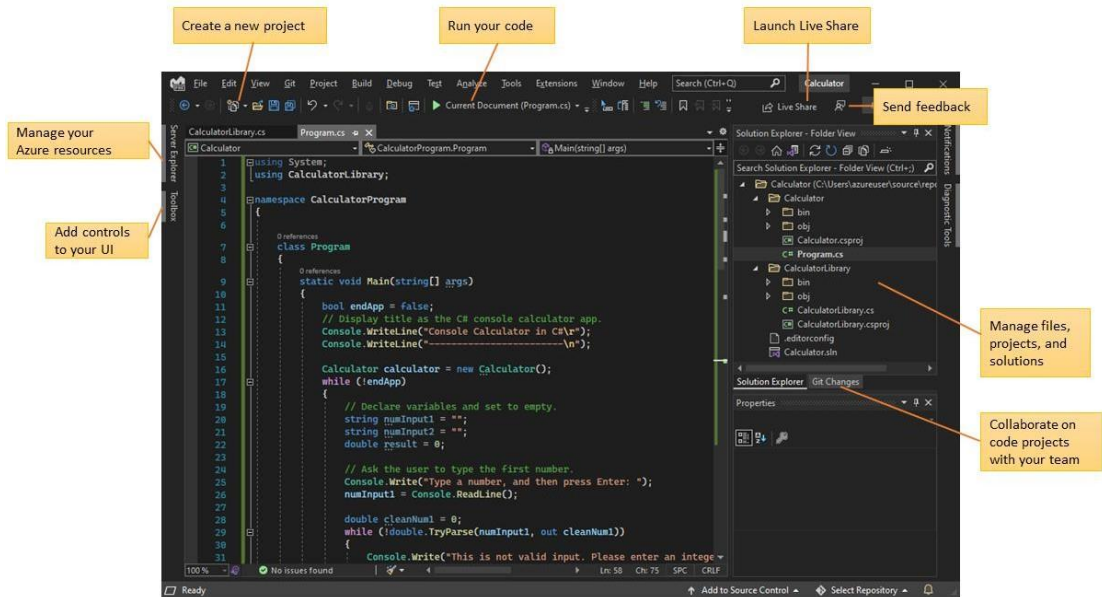 Create a new project
Run your code
Launch Live Share
File Edit View Git Project Build Debug Test Analyze Tools Extensions Window Help Search (Ctrl+Q) Calculator
Current Document (Program.cs) Live Share
Send feedback
Manage your
Azure resources
Add controls
to your UI
Server Explorer
Toolbox
CalculatorLibrary.cs Program.cs
Calculator CalculatorProgram.Program Main(string[] args)
1 using System;
2 using CalculatorLibrary;
3
4 namespace CalculatorProgram
5 {
6
0 references
7 class Program
8 {
0 references
9 static void Main(string[] args)
10 {
11 bool endApp = false;
12 // Display title as the C# console calculator app.
13 Console.WriteLine("Console Calculator in C#\r");
14 Console.WriteLine("------------------------\n");
15
16 Calculator calculator = new Calculator();
17 while (!endApp)
18 {
19 // Declare variables and set to empty.
20 string numInput1 = "";
21 string numInput2 = "";
22 double result = 0;
23
24 // Ask the user to type the first number.
25 Console.Write("Type a number, and then press Enter: ");
26 numInput1 = Console.ReadLine();
27
28 double cleanNum1 = 0;
29 while (!double.TryParse(numInput1, out cleanNum1))
30 {
31 Console.Write("This is not valid input. Please enter an intege
100 % No issues found Ln: 58 Ch: 75 SPC CRLF
Solution Explorer - Folder View
Search Solution Explorer - Folder View (Ctrl+;)
Calculator (C:\Users\azureuser\source\repo
Calculator
bin
obj
Calculator.csproj
C# Program.cs
CalculatorLibrary
bin
obj
C# CalculatorLibrary.cs
CalculatorLibrary.csproj
.editorconfig
Calculator.sln
Solution Explorer Git Changes
Properties
Notifications
Diagnostic Tools
Manage files,
projects, and
solutions
Collaborate on
code projects
with your team
Ready Add to Source Control Select Repository